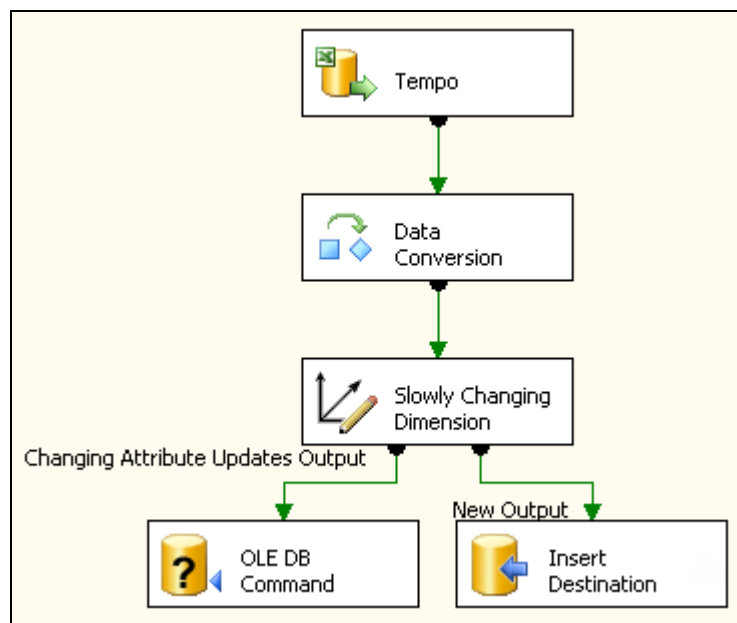 Tempo
Data
Conversion
Slowly Changing
Dimension
Changing Attribute Updates Output
New Output
OLE DB
Command
Insert
Destination